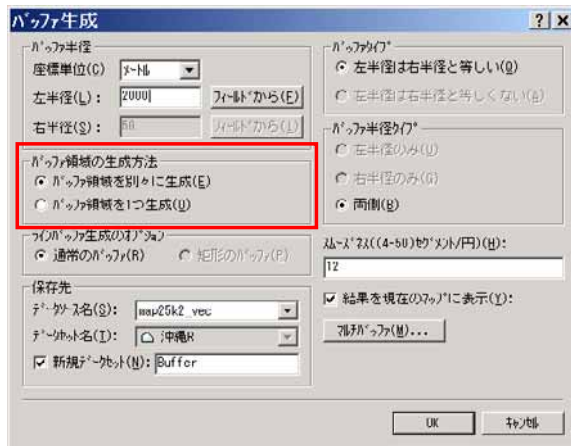 バッファ生成
バッファ半径
座標単位(C) メートル
左半径(L): 2000 フィールドから(F)
右半径(S): 50 フィールドから(I)
バッファ領域の生成方法
バッファ領域を別々に生成(E)
バッファ領域を1つ生成(U)
ラインバッファ生成のオプション
通常のバッファ(R) 矩形のバッファ(P)
保存先
データソース名(S): map25k2_vec
データセット名(I): 沖縄R
新規データセット(N): Buffer
バッファタイプ
左半径は右半径と等しい(Q)
左半径は右半径と等しくない(A)
バッファ半径タイプ
左半径のみ(U)
右半径のみ(G)
両側(B)
スムーズネス((4-50)セグメント/円)(H):
12
結果を現在のマップに表示(Y):
マルチバッファ(M)...
OK キャンセル